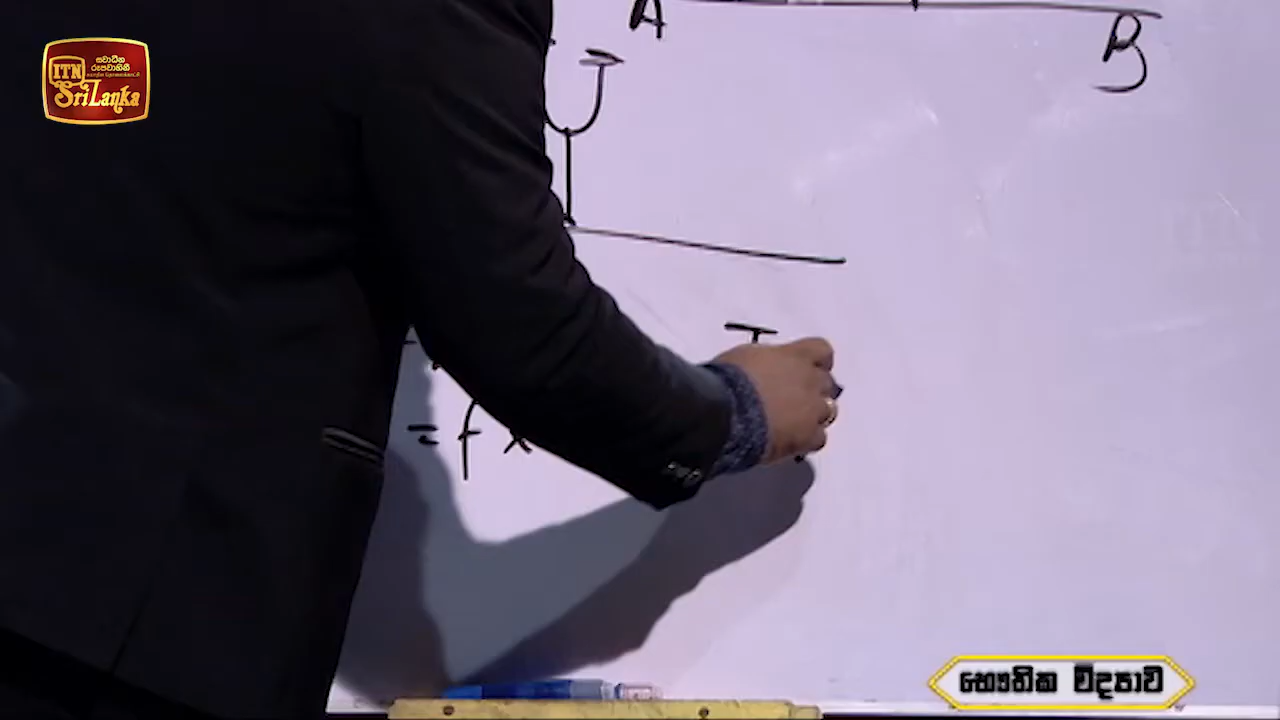 A
B
ITN
ස්වාධීන
රූපවාහිනී
Sri Lanka
T
= f x
භෞතික විද්‍යාව